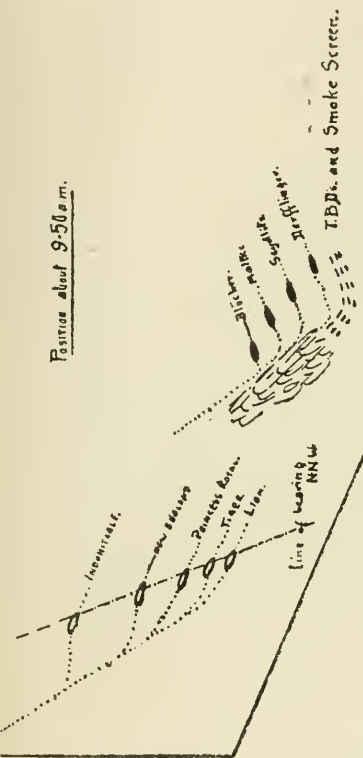 Position about 9-50 a.m.
INDOMITABLE.
NEW ZEALAND
PRINCESS ROYAL.
TIGER
LION.
line of bearing
NNW
Blücher.
Moltke
Seydlitz
Derfflinger.
T.B.D's. and Smoke Screen.